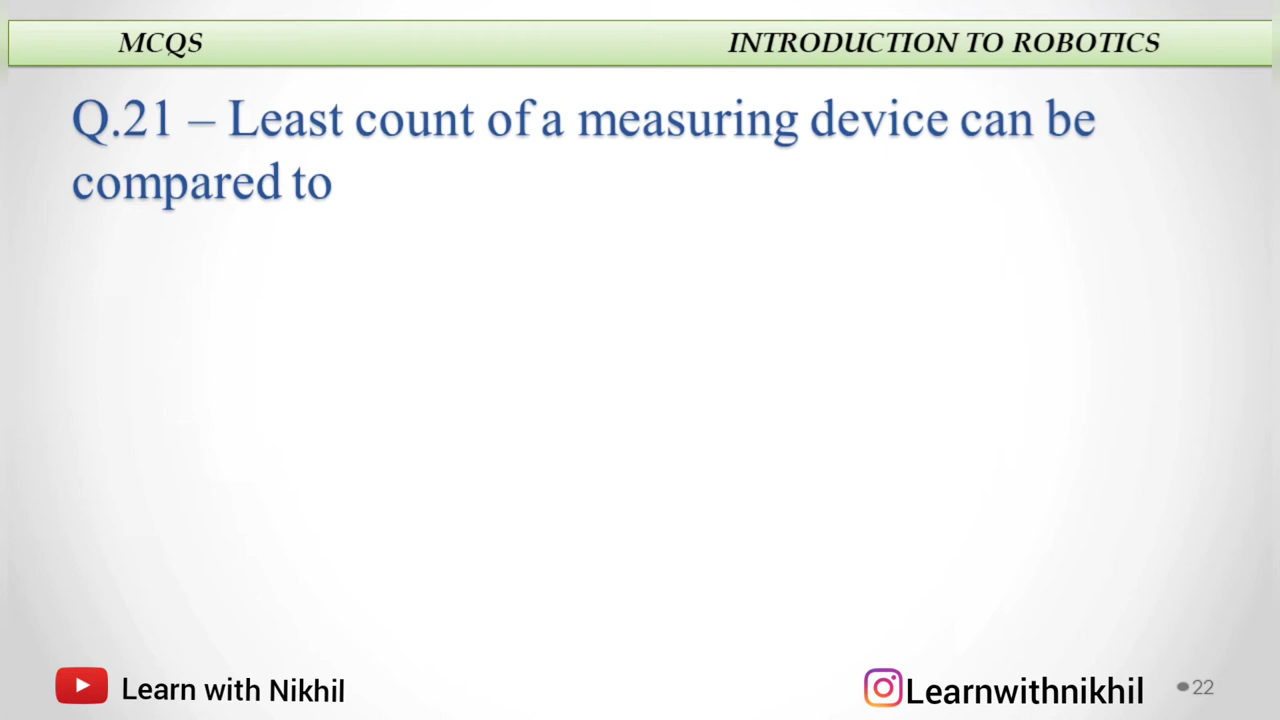 MCQS INTRODUCTION TO ROBOTICS
Q.21 – Least count of a measuring device can be
compared to
Learn with Nikhil Learnwithnikhil 22